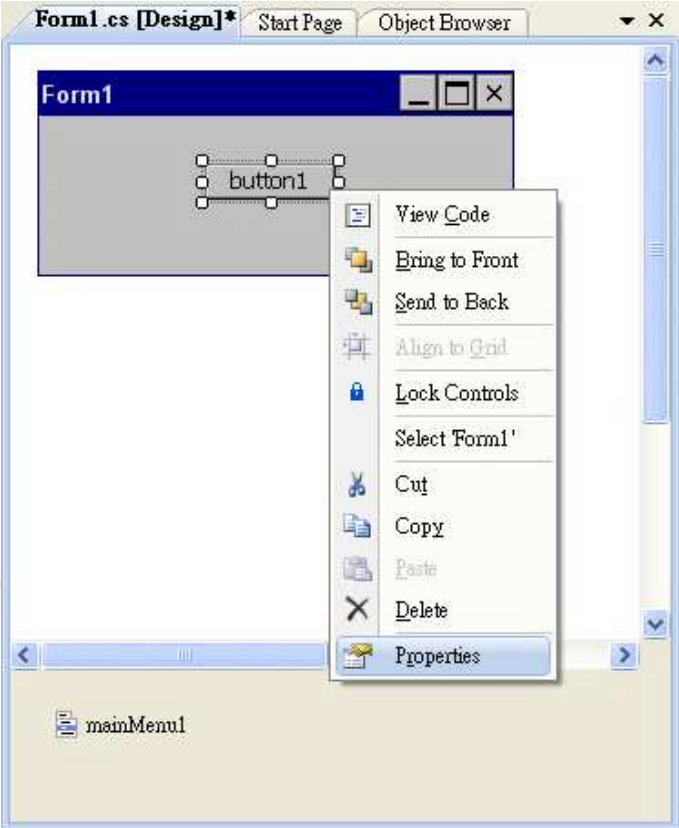 Form1.cs [Design]* Start Page Object Browser
Form1
button1
View Code
Bring to Front
Send to Back
Align to Grid
Lock Controls
Select 'Form1'
Cut
Copy
Paste
Delete
Properties
mainMenu1